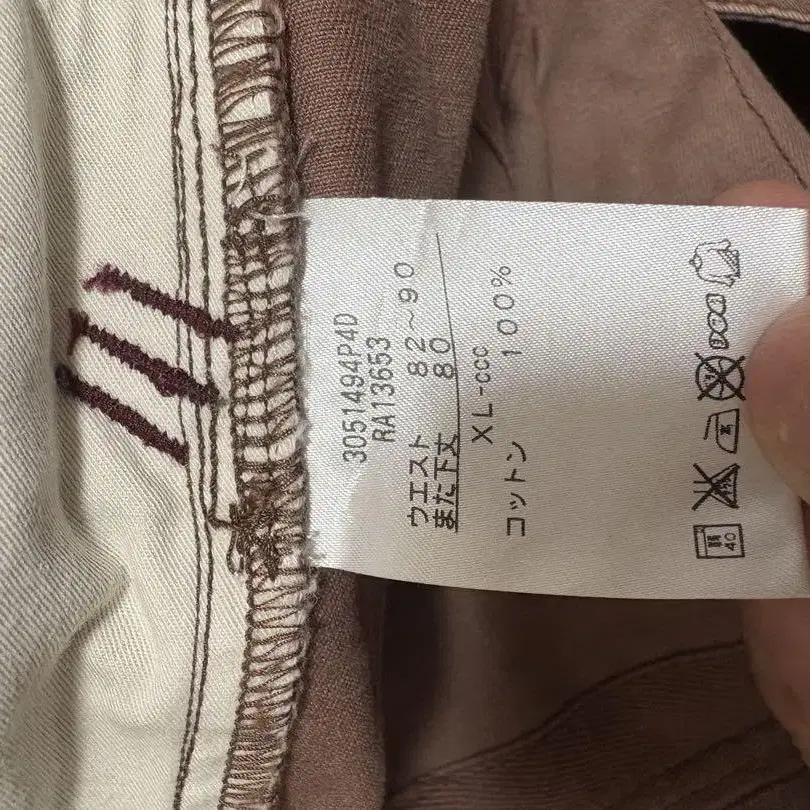 3051494P4D
RA13653
ウエスト 82～90
また下丈 80
XL-ccc
コットン 100%
40